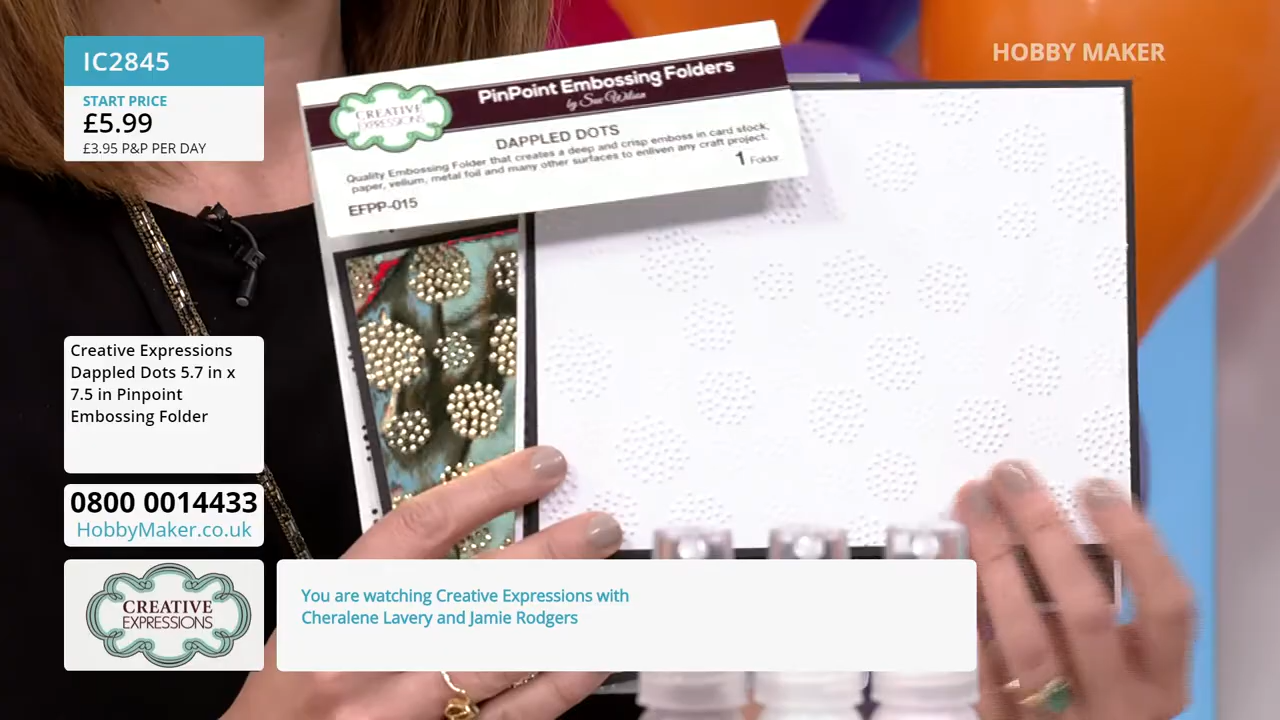 IC2845
START PRICE
£5.99
£3.95 P&P PER DAY
HOBBY MAKER
CREATIVE
EXPRESSIONS
PinPoint Embossing Folders
by Sue Wilson
DAPPLED DOTS
Quality Embossing Folder that creates a deep and crisp emboss in card stock,
paper, vellum, metal foil and many other surfaces to enliven any craft project.
1 Folder
EFPP-015
Creative Expressions
Dappled Dots 5.7 in x
7.5 in Pinpoint
Embossing Folder
0800 0014433
HobbyMaker.co.uk
CREATIVE
EXPRESSIONS
You are watching Creative Expressions with
Cheralene Lavery and Jamie Rodgers